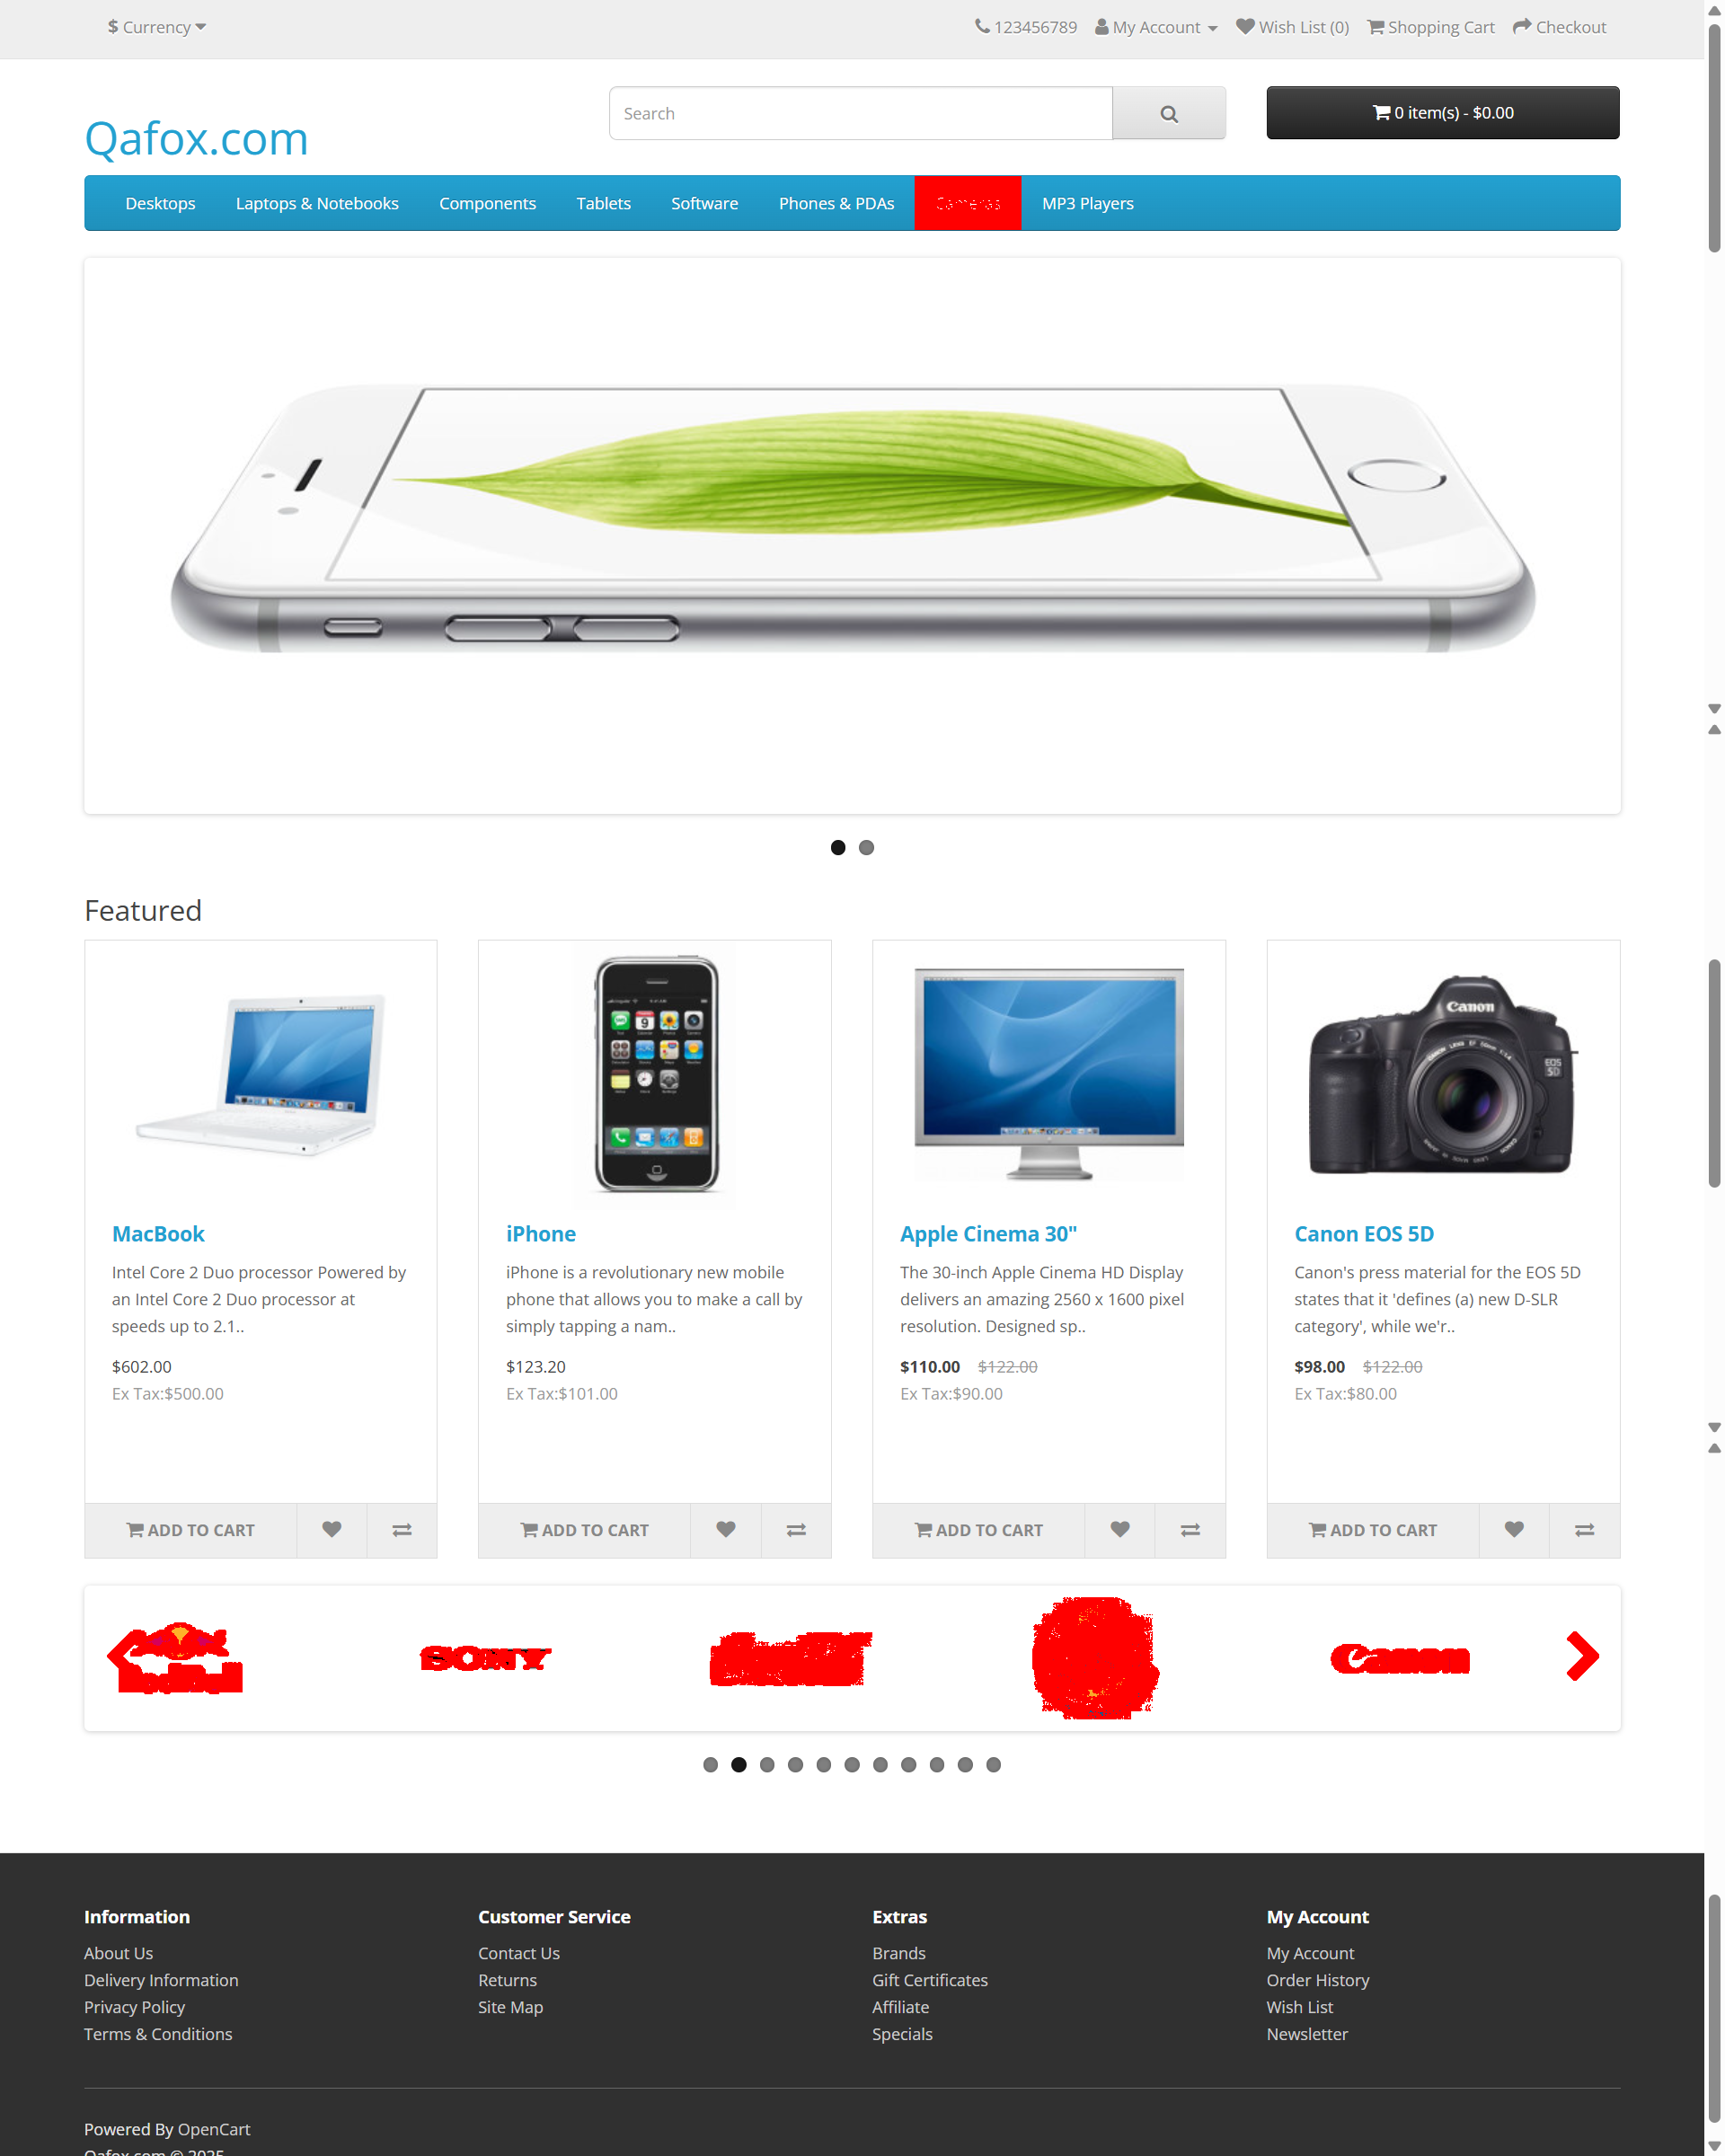 $ Currency
123456789 My Account Wish List (0) Shopping Cart Checkout
Qafox.com
Search
0 item(s) - $0.00
Desktops Laptops & Notebooks Components Tablets Software Phones & PDAs Cameras MP3 Players
Featured
Canon
EOS
5D
MacBook
Intel Core 2 Duo processor Powered by
an Intel Core 2 Duo processor at
speeds up to 2.1..
$602.00
Ex Tax:$500.00
ADD TO CART
iPhone
iPhone is a revolutionary new mobile
phone that allows you to make a call by
simply tapping a nam..
$123.20
Ex Tax:$101.00
ADD TO CART
Apple Cinema 30"
The 30-inch Apple Cinema HD Display
delivers an amazing 2560 x 1600 pixel
resolution. Designed sp..
$110.00 $122.00
Ex Tax:$90.00
ADD TO CART
Canon EOS 5D
Canon's press material for the EOS 5D
states that it 'defines (a) new D-SLR
category', while we'r..
$98.00 $122.00
Ex Tax:$80.00
ADD TO CART
SONY
Canon
Information
About Us
Delivery Information
Privacy Policy
Terms & Conditions
Customer Service
Contact Us
Returns
Site Map
Extras
Brands
Gift Certificates
Affiliate
Specials
My Account
My Account
Order History
Wish List
Newsletter
Powered By OpenCart
Qafox.com © 2025